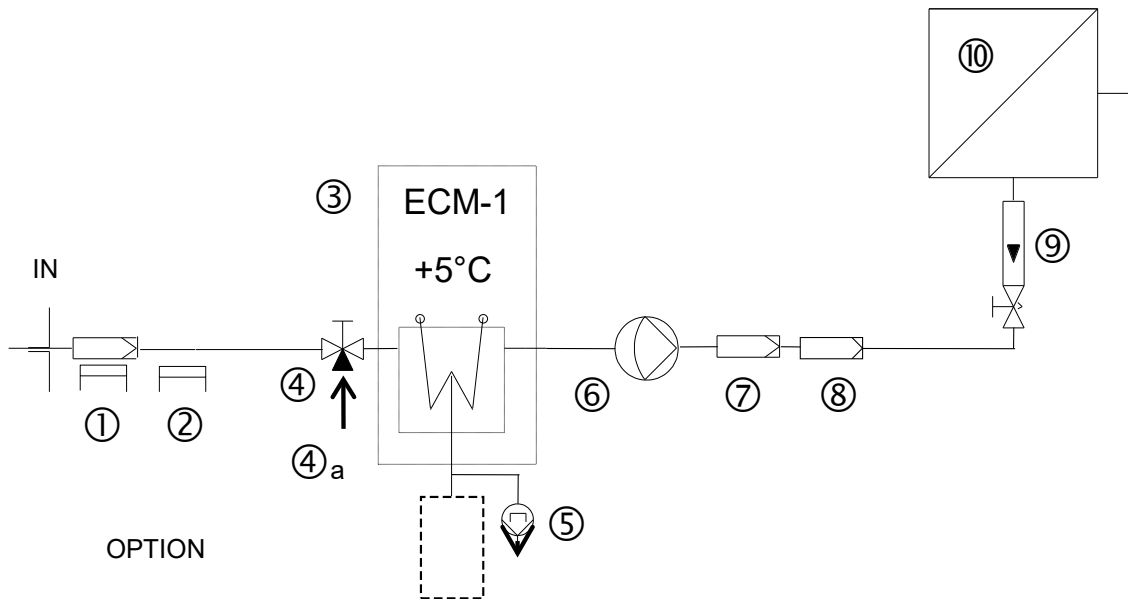 ⑩
③
ECM-1
+5°C
⑨
IN
①
②
④
④a
⑥
⑦
⑧
⑤
OPTION